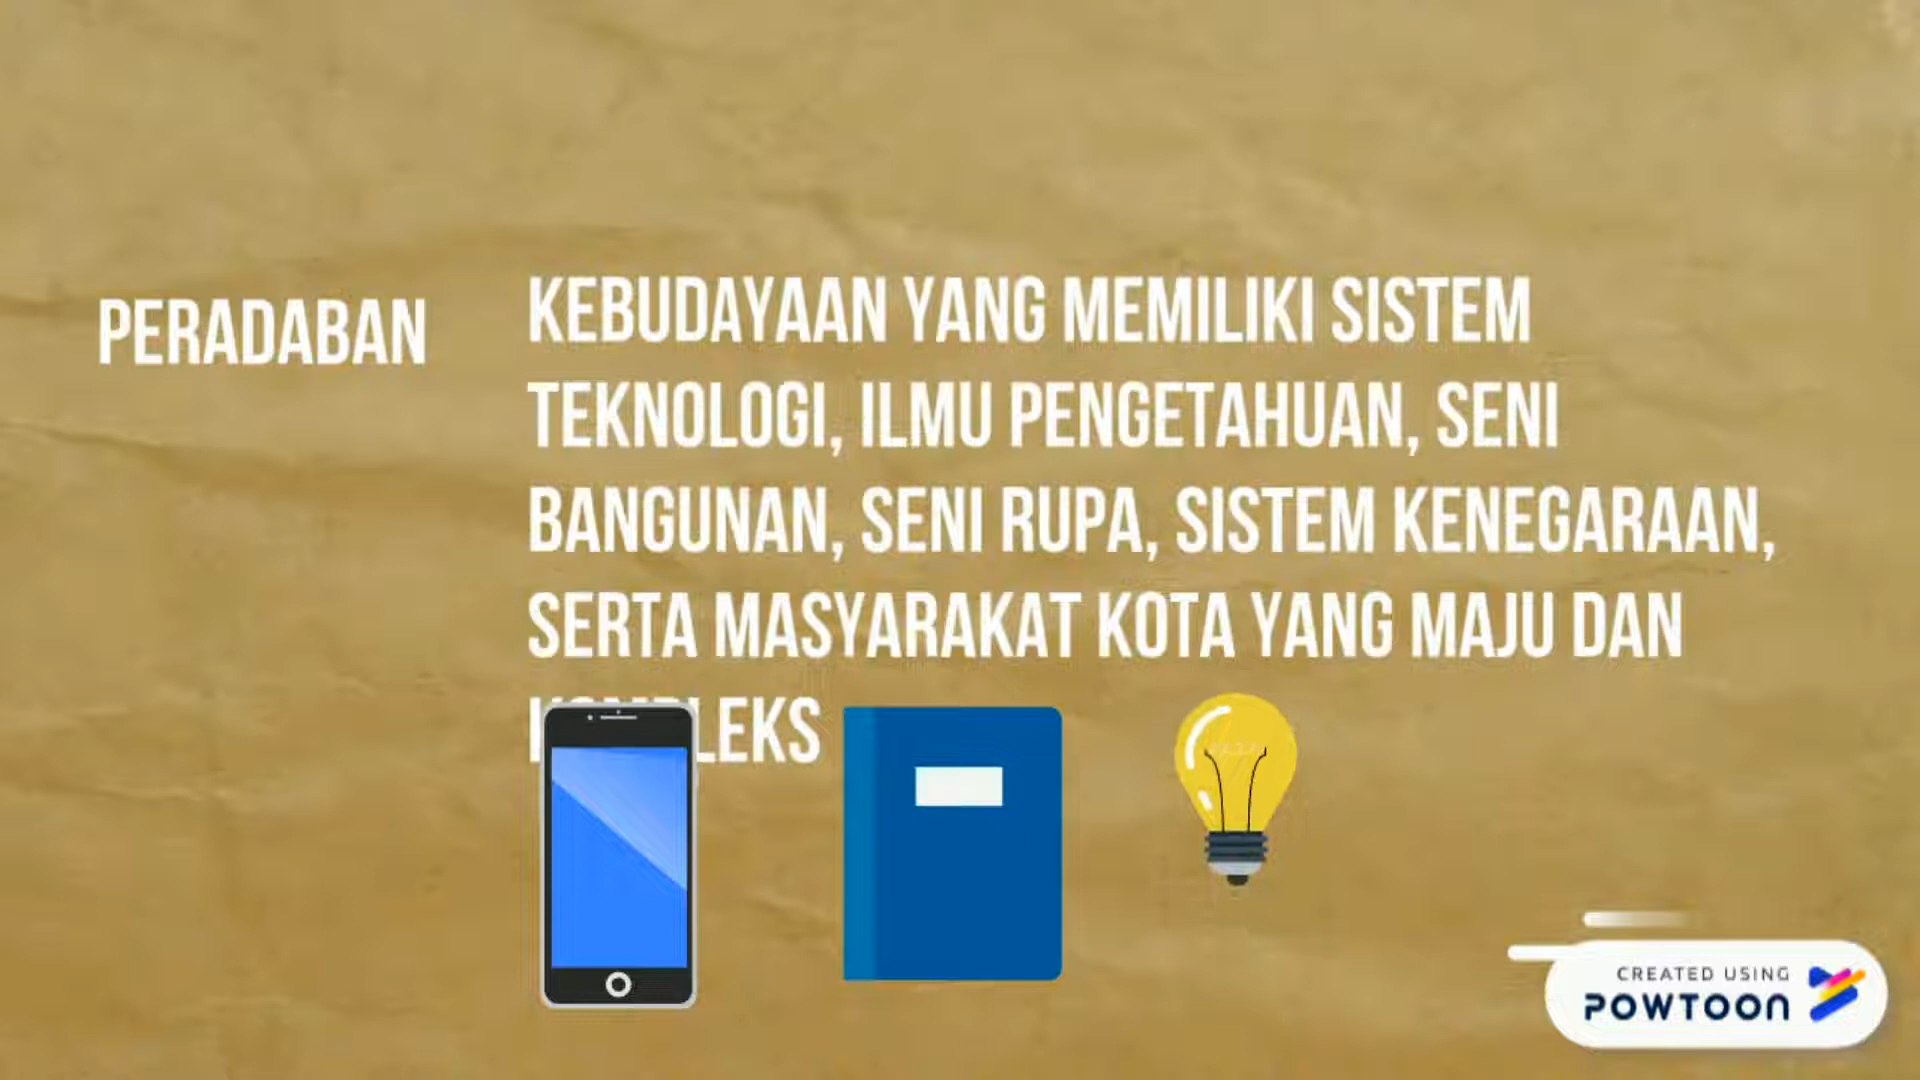 PERADABAN
KEBUDAYAAN YANG MEMILIKI SISTEM
TEKNOLOGI, ILMU PENGETAHUAN, SENI
BANGUNAN, SENI RUPA, SISTEM KENEGARAAN,
SERTA MASYARAKAT KOTA YANG MAJU DAN
CREATED USING
POWTOON